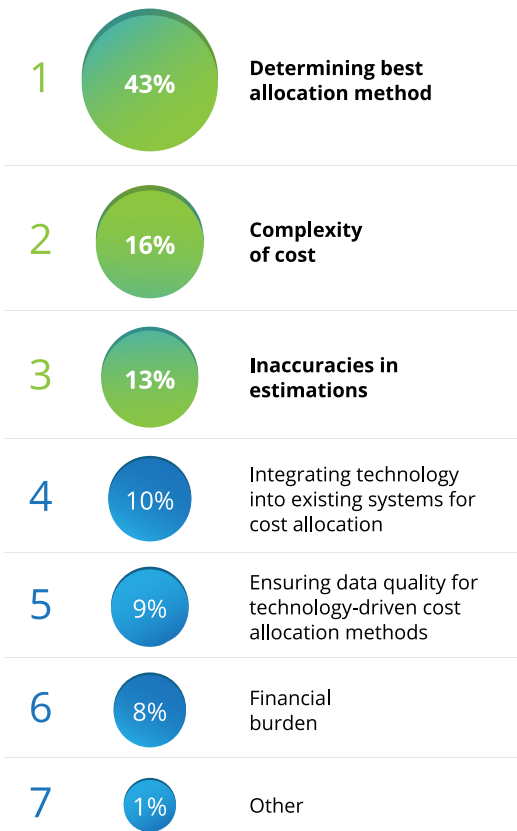 1
43%
Determining best
allocation method
2
16%
Complexity
of cost
3
13%
Inaccuracies in
estimations
4
10%
Integrating technology
into existing systems for
cost allocation
5
9%
Ensuring data quality for
technology-driven cost
allocation methods
6
8%
Financial
burden
7
1%
Other